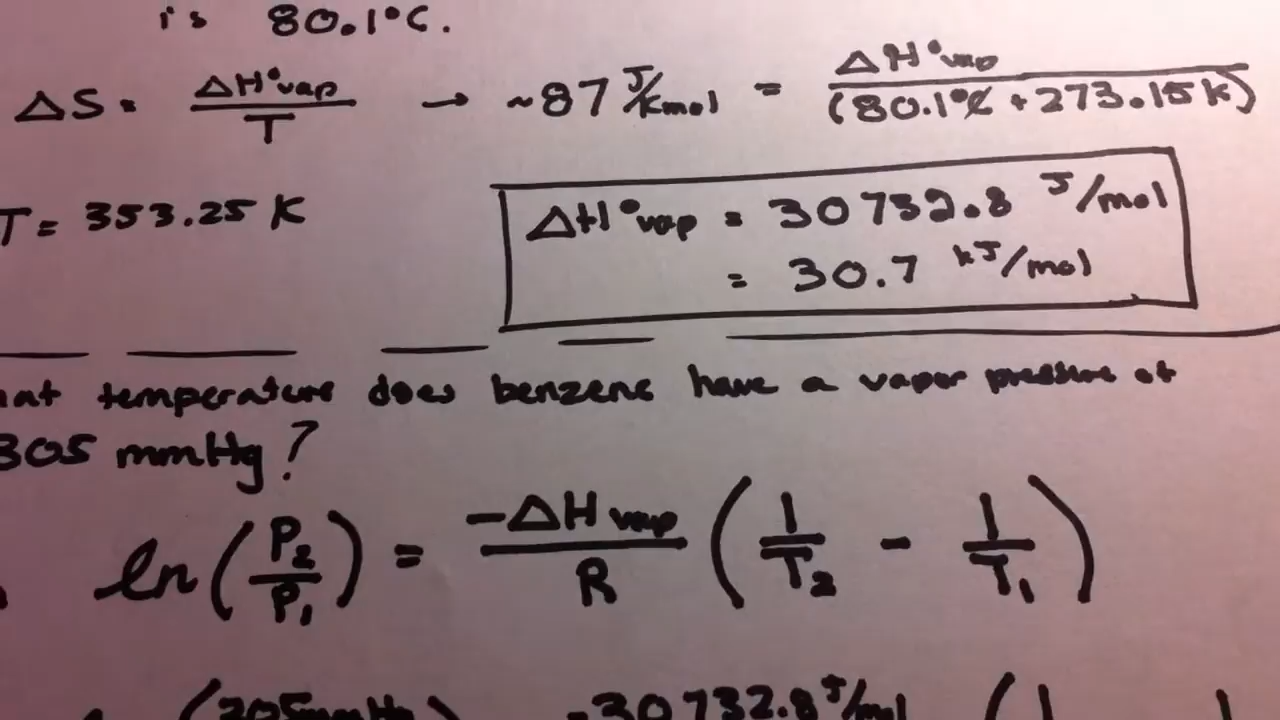 is 80.1°C.
ΔS = ΔH°vap / T → ~87 J/Kmol = ΔH°vap / (80.1°C + 273.15K)
T = 353.25 K
ΔH°vap = 30732.8 J/mol
= 30.7 kJ/mol
temperature does benzene have a vapor pressure of
305 mmHg?
ln(P₂/P₁) = -ΔHvap / R (1/T₂ - 1/T₁)
-30732.8 J/mol